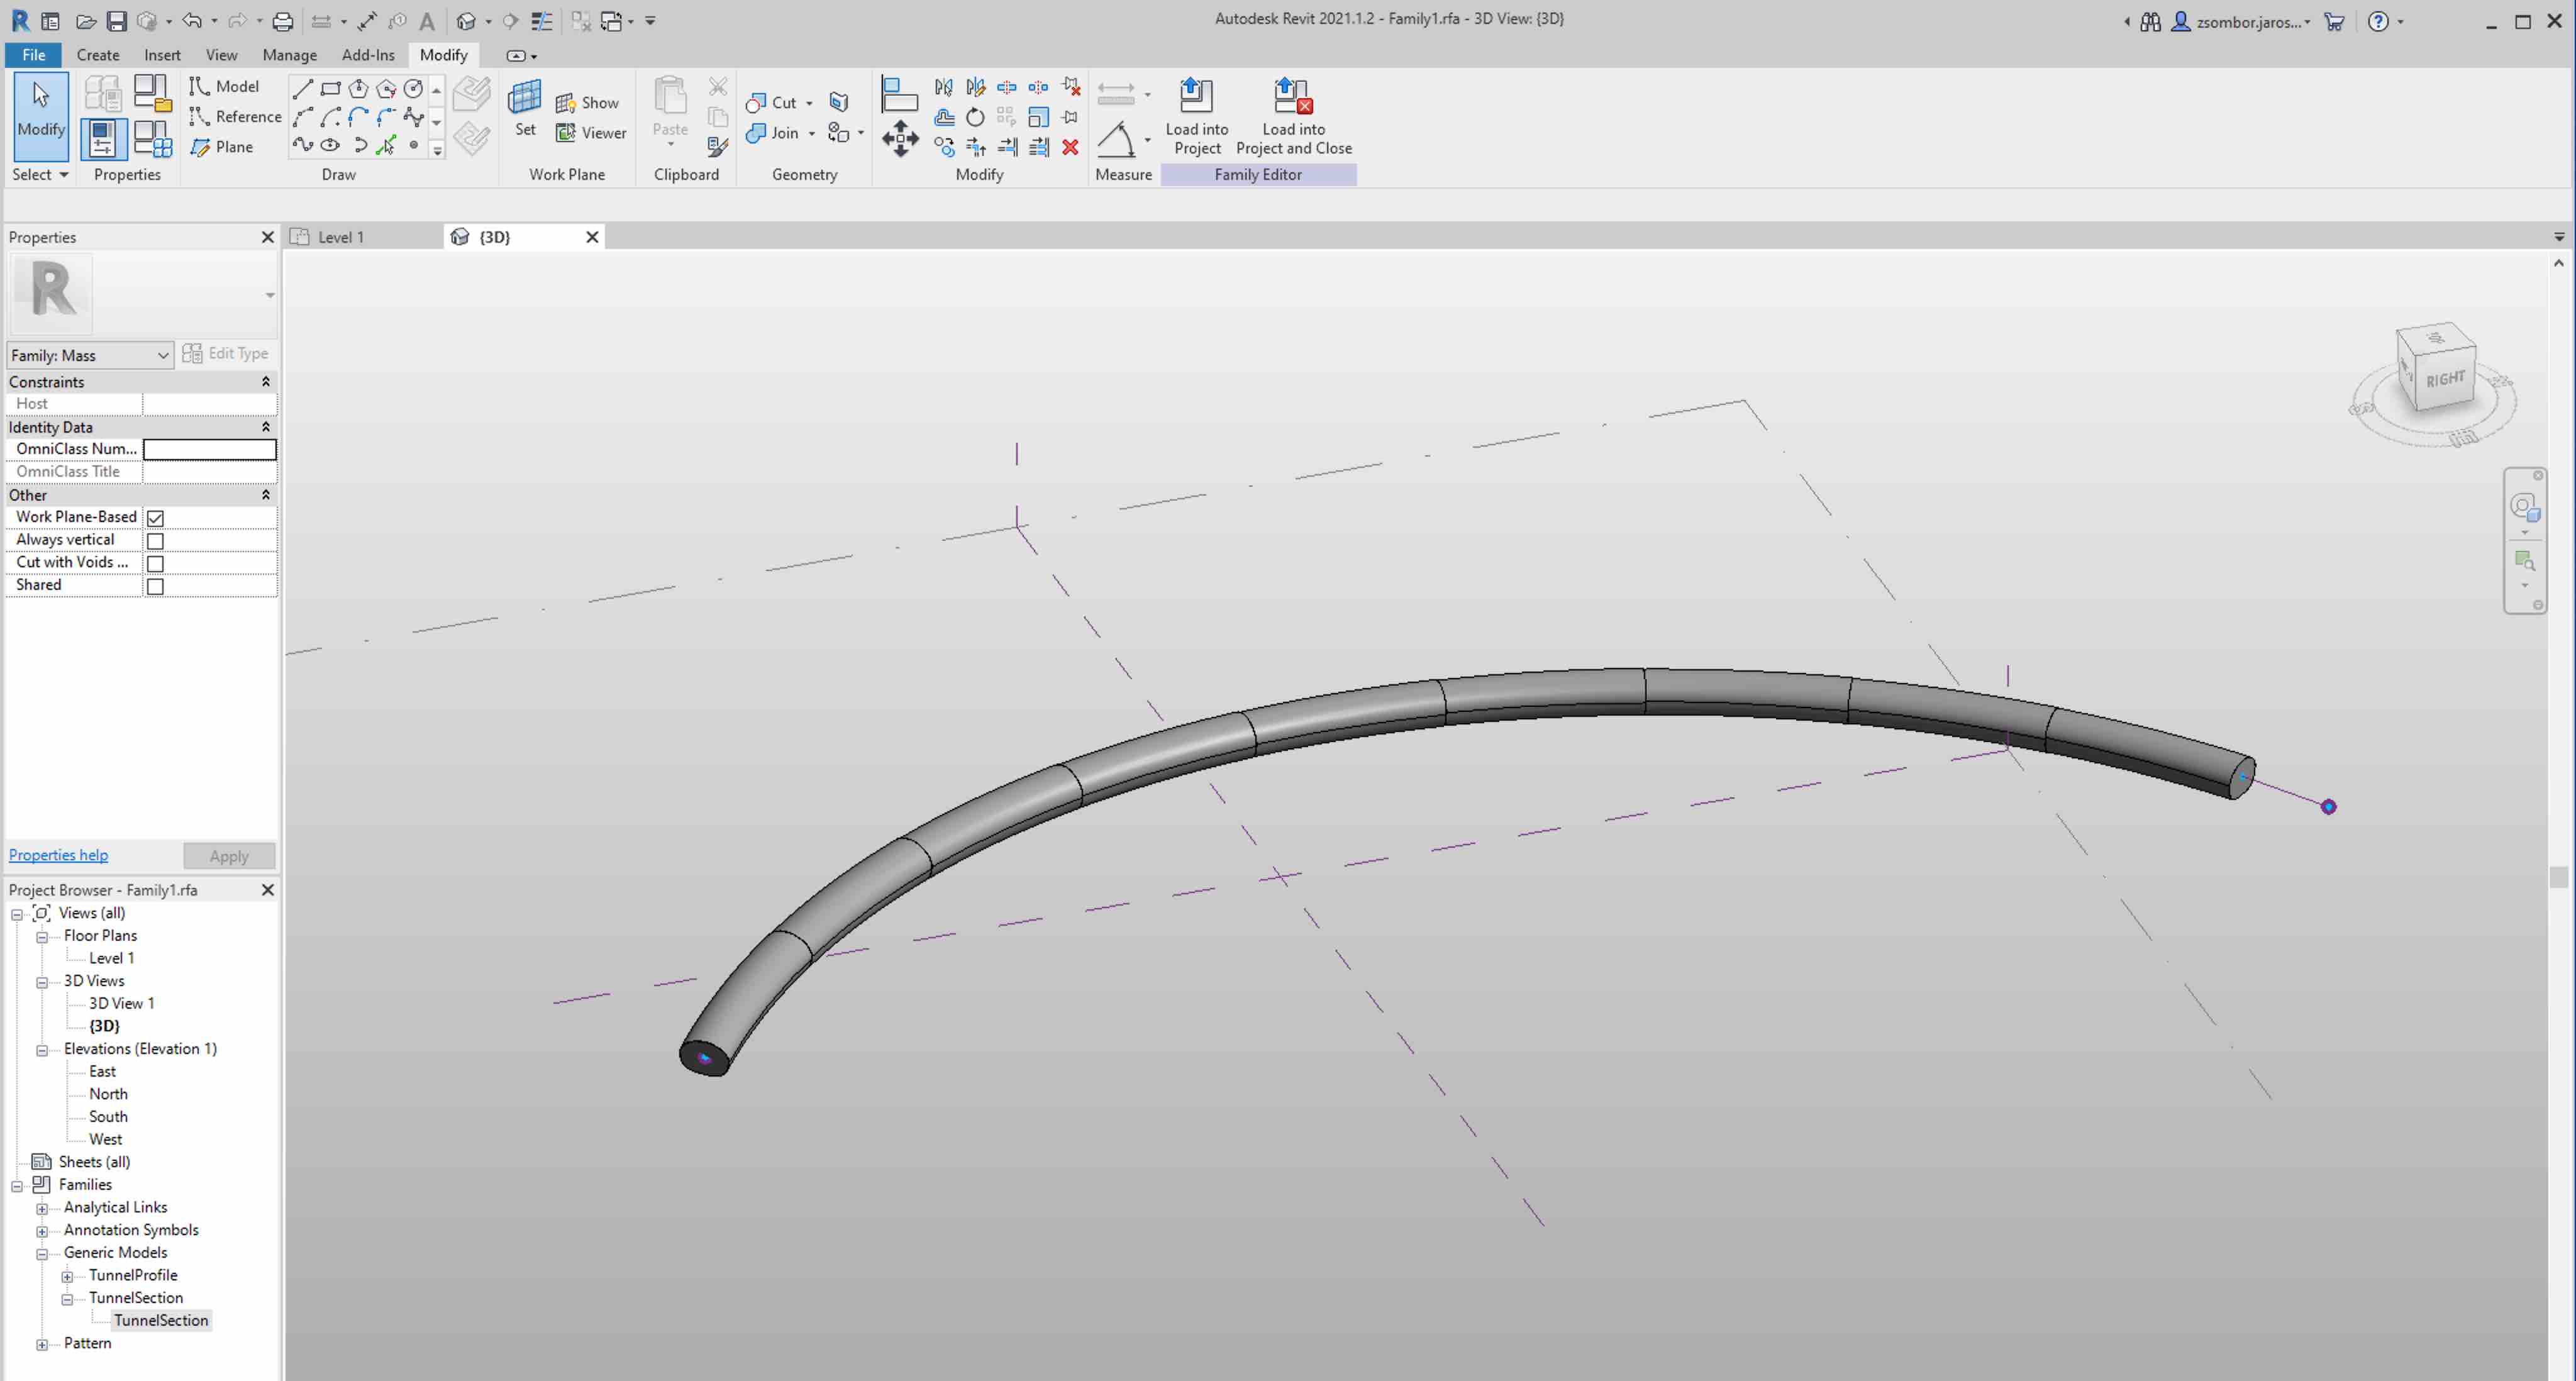 Autodesk Revit 2021.1.2 - Family1.rfa - 3D View: {3D}
zsombor.jaros...
File Create Insert View Manage Add-Ins Modify
Modify
Model
Reference
Plane
Set
Show
Viewer
Paste
Cut
Join
Load into
Project
Load into
Project and Close
Select Properties Draw Work Plane Clipboard Geometry Modify Measure Family Editor
Properties
Level 1
{3D}
Family: Mass
Edit Type
Constraints
Host
Identity Data
OmniClass Num...
OmniClass Title
Other
Work Plane-Based
Always vertical
Cut with Voids ...
Shared
RIGHT
Properties help
Apply
Project Browser - Family1.rfa
Views (all)
Floor Plans
Level 1
3D Views
3D View 1
{3D}
Elevations (Elevation 1)
East
North
South
West
Sheets (all)
Families
Analytical Links
Annotation Symbols
Generic Models
TunnelProfile
TunnelSection
TunnelSection
Pattern